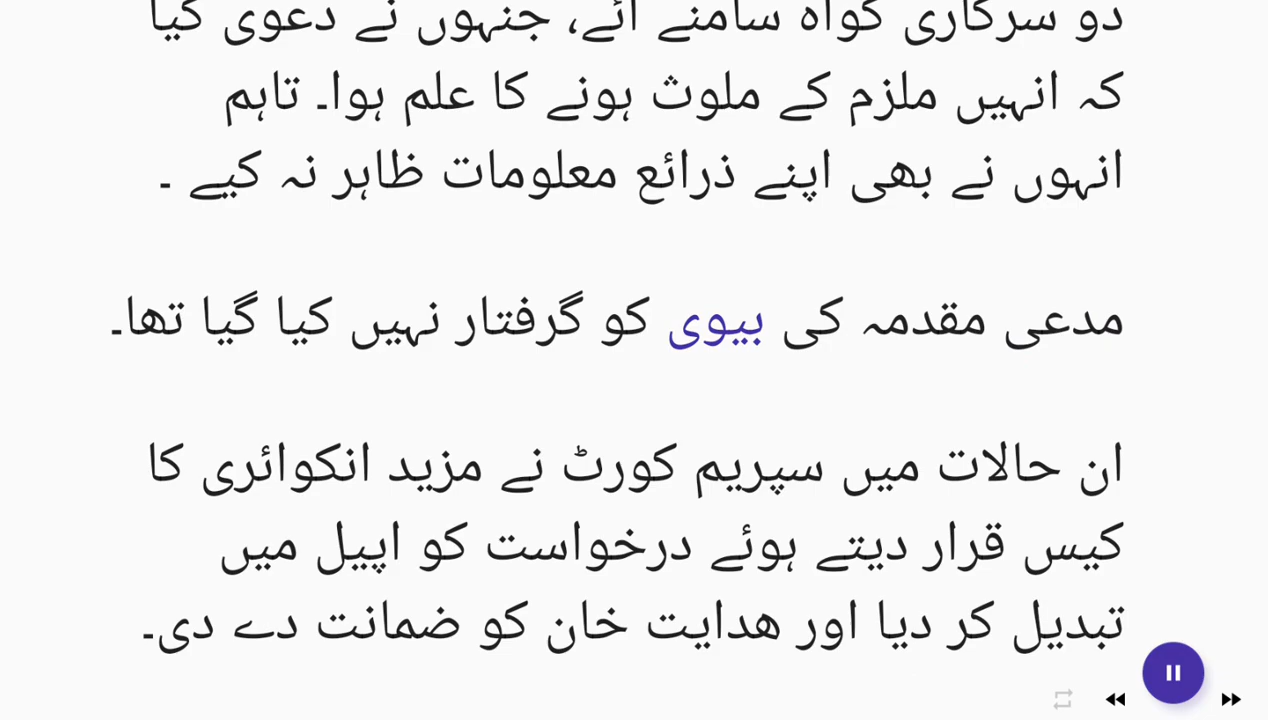 دو سرکاری گواہ سامنے آئے، جنہوں نے دعوی کیا
کہ انہیں ملزم کے ملوث ہونے کا علم ہوا۔ تاہم
انہوں نے بھی اپنے ذرائع معلومات ظاہر نہ کیے ۔
مدعی مقدمہ کی بیوی کو گرفتار نہیں کیا گیا تھا۔
ان حالات میں سپریم کورٹ نے مزید انکوائری کا
کیس قرار دیتے ہوئے درخواست کو اپیل میں
تبدیل کر دیا اور ھدایت خان کو ضمانت دے دی۔